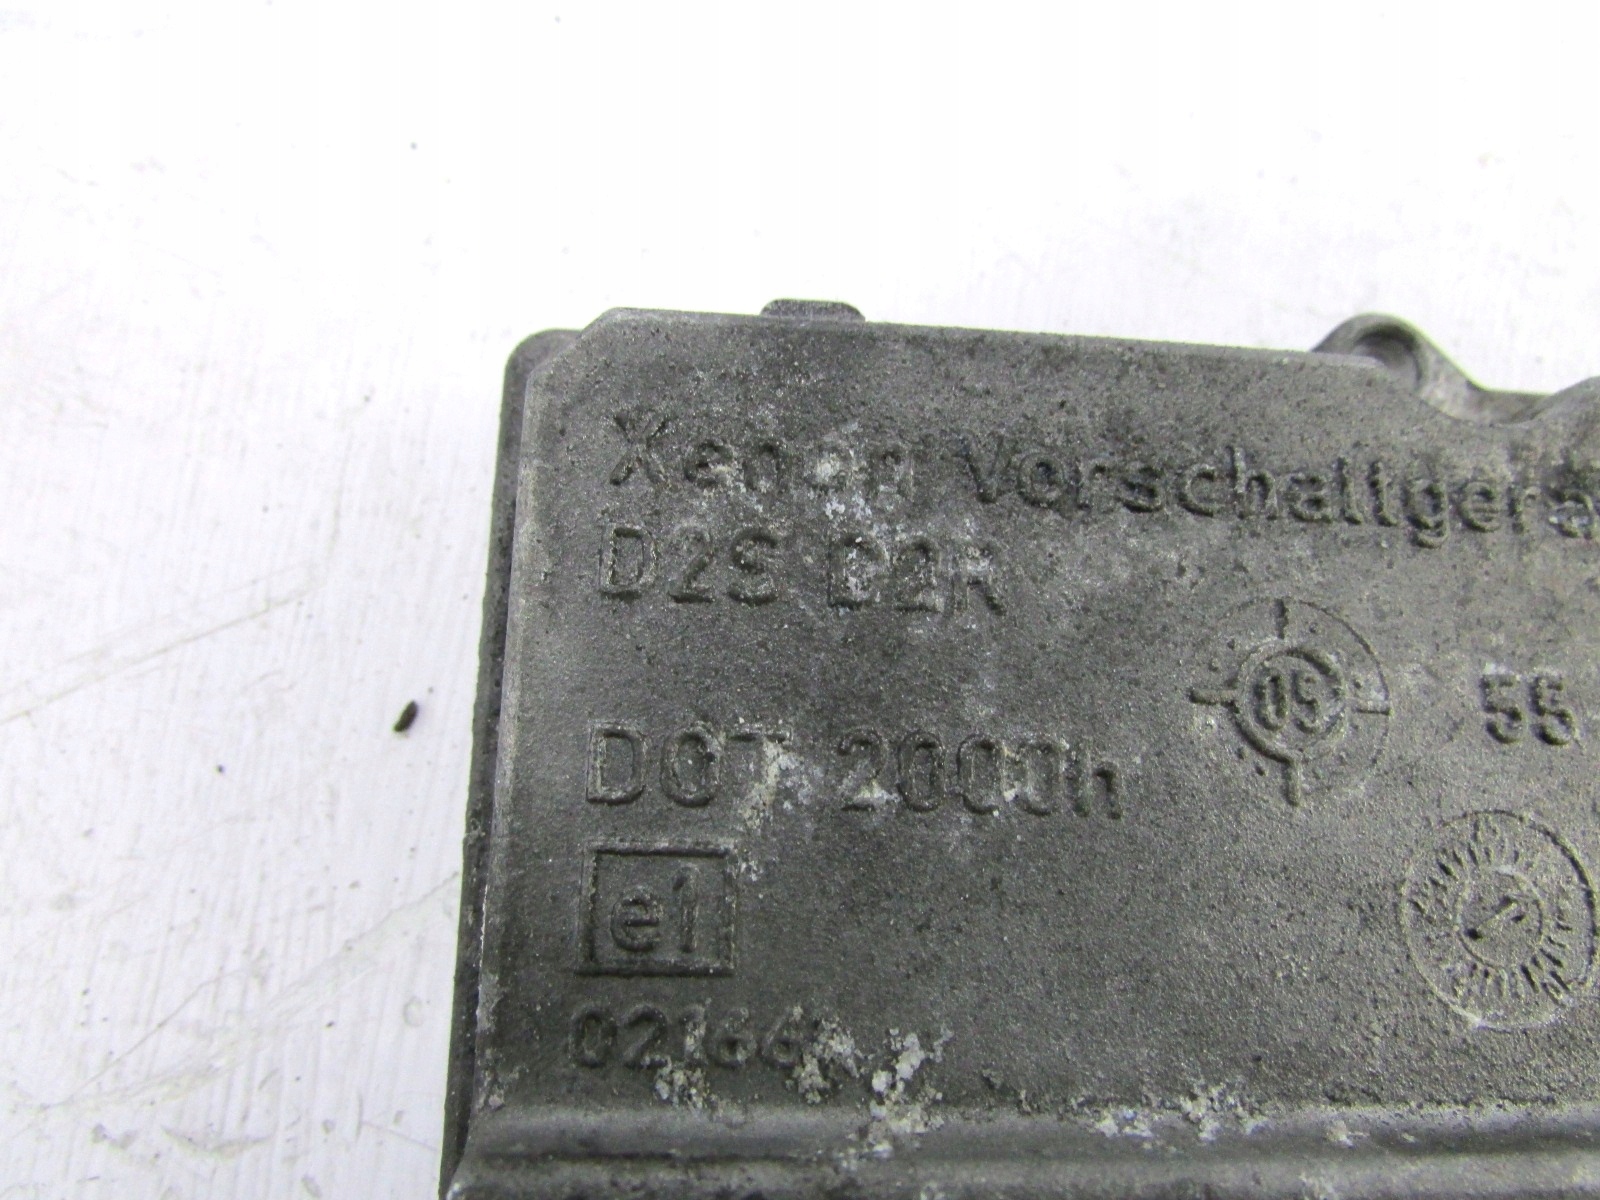 Xenon Vorschaltgerä
D2S D2R
05
55
DOT 2000h
e1
02166